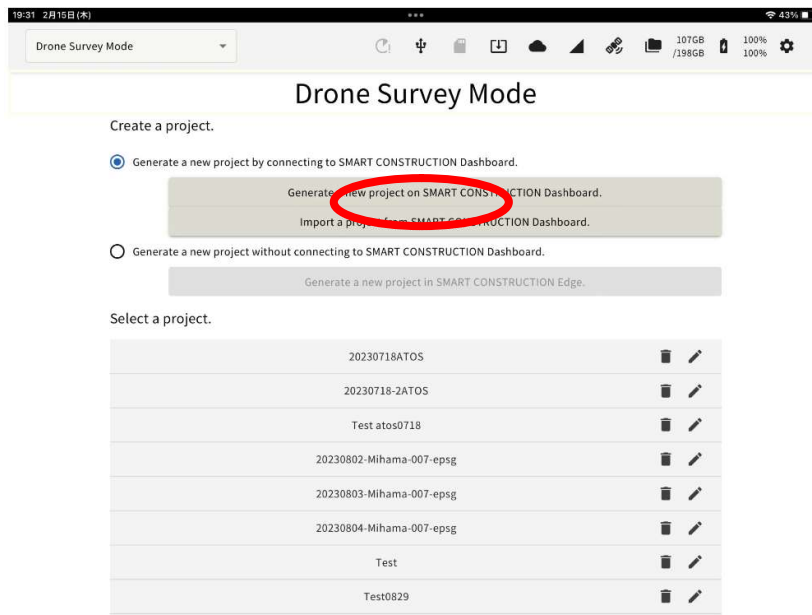 19:31 2月15日(木)
43%
Drone Survey Mode
107GB
/198GB
100%
100%
Drone Survey Mode
Create a project.
Generate a new project by connecting to SMART CONSTRUCTION Dashboard.
Generate a new project on SMART CONSTRUCTION Dashboard.
Import a project from SMART CONSTRUCTION Dashboard.
Generate a new project without connecting to SMART CONSTRUCTION Dashboard.
Generate a new project in SMART CONSTRUCTION Edge.
Select a project.
20230718ATOS
20230718-2ATOS
Test atos0718
20230802-Mihama-007-epsg
20230803-Mihama-007-epsg
20230804-Mihama-007-epsg
Test
Test0829